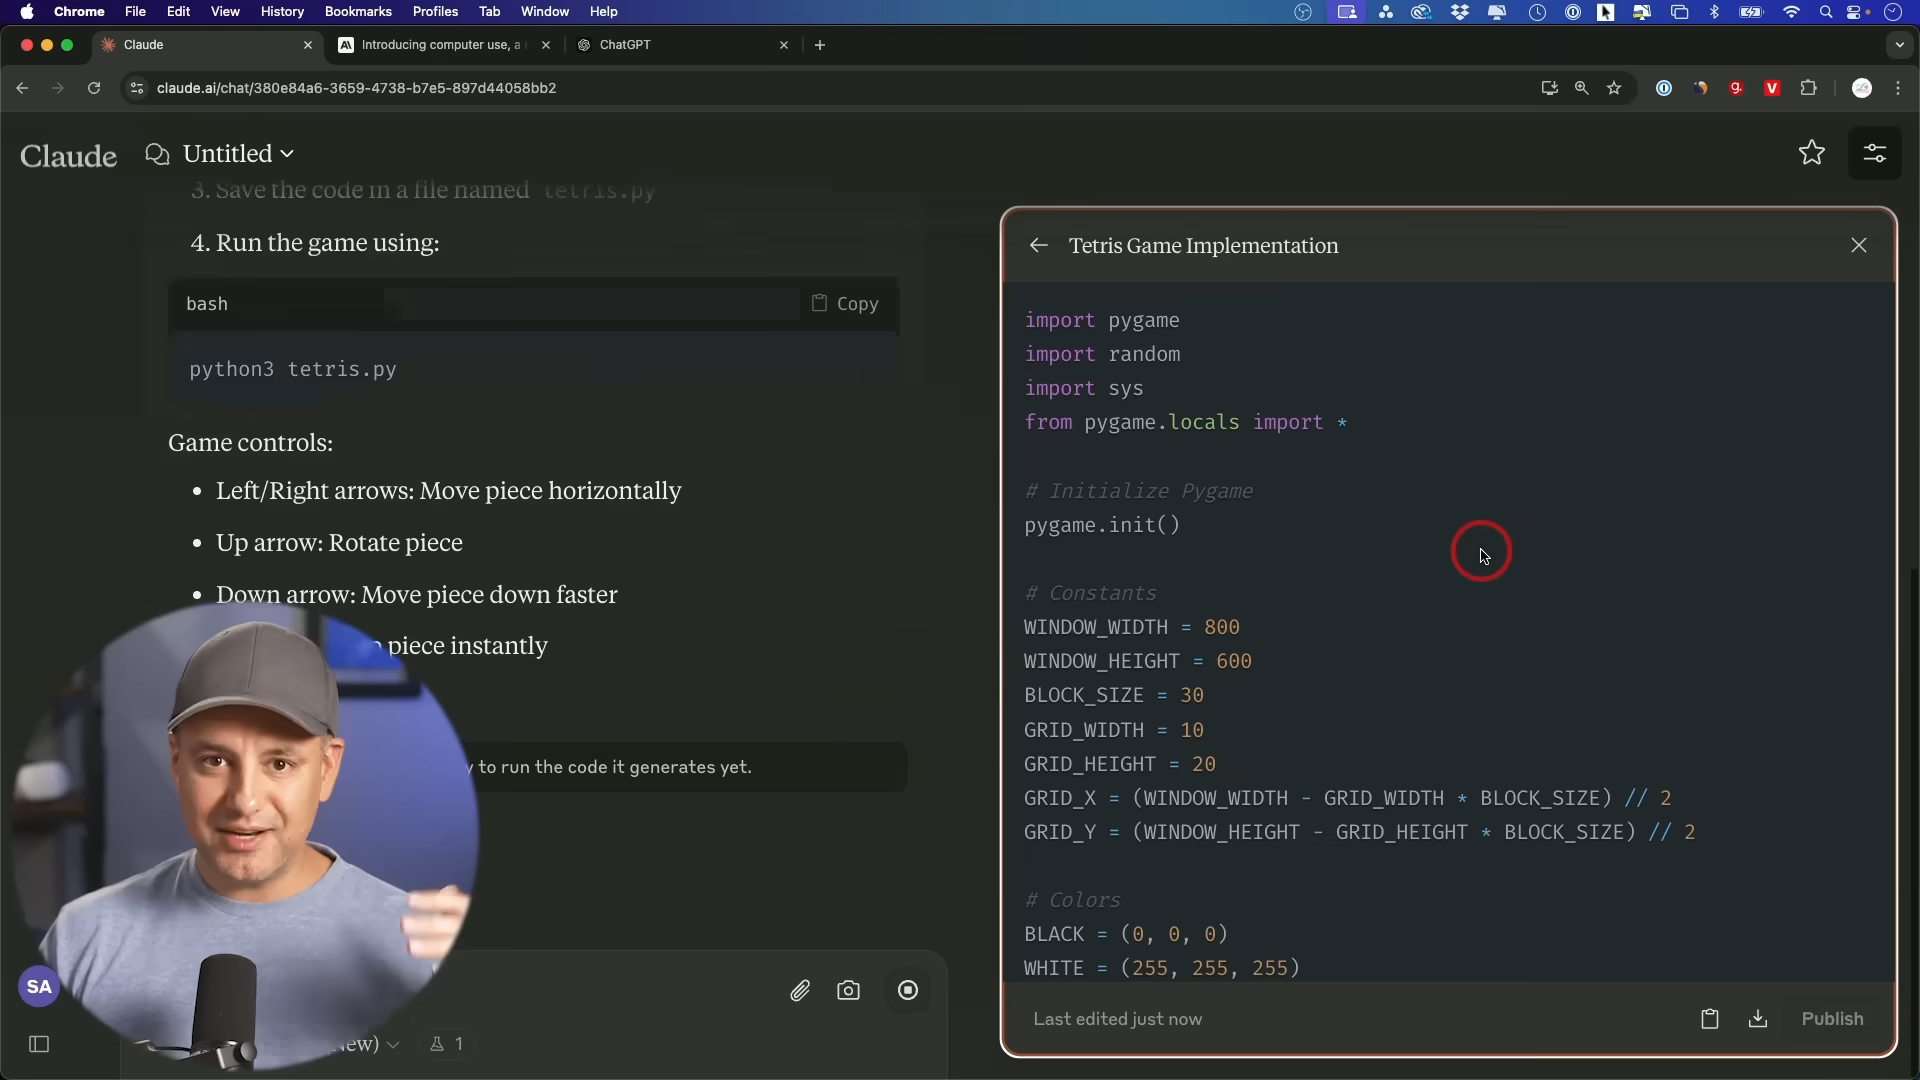 Chrome File Edit View History Bookmarks Profiles Tab Window Help
Claude
Introducing computer use, a
ChatGPT
claude.ai/chat/380e84a6-3659-4738-b7e5-897d44058bb2
Claude
Untitled
3. Save the code in a file named tetris.py
4. Run the game using:
bash
Copy
python3 tetris.py
Game controls:
• Left/Right arrows: Move piece horizontally
• Up arrow: Rotate piece
• Down arrow: Move piece down faster
piece instantly
to run the code it generates yet.
SA
New)
1
Tetris Game Implementation
import pygame
import random
import sys
from pygame.locals import *
# Initialize Pygame
pygame.init()
# Constants
WINDOW_WIDTH = 800
WINDOW_HEIGHT = 600
BLOCK_SIZE = 30
GRID_WIDTH = 10
GRID_HEIGHT = 20
GRID_X = (WINDOW_WIDTH - GRID_WIDTH * BLOCK_SIZE) // 2
GRID_Y = (WINDOW_HEIGHT - GRID_HEIGHT * BLOCK_SIZE) // 2
# Colors
BLACK = (0, 0, 0)
WHITE = (255, 255, 255)
Last edited just now
Publish